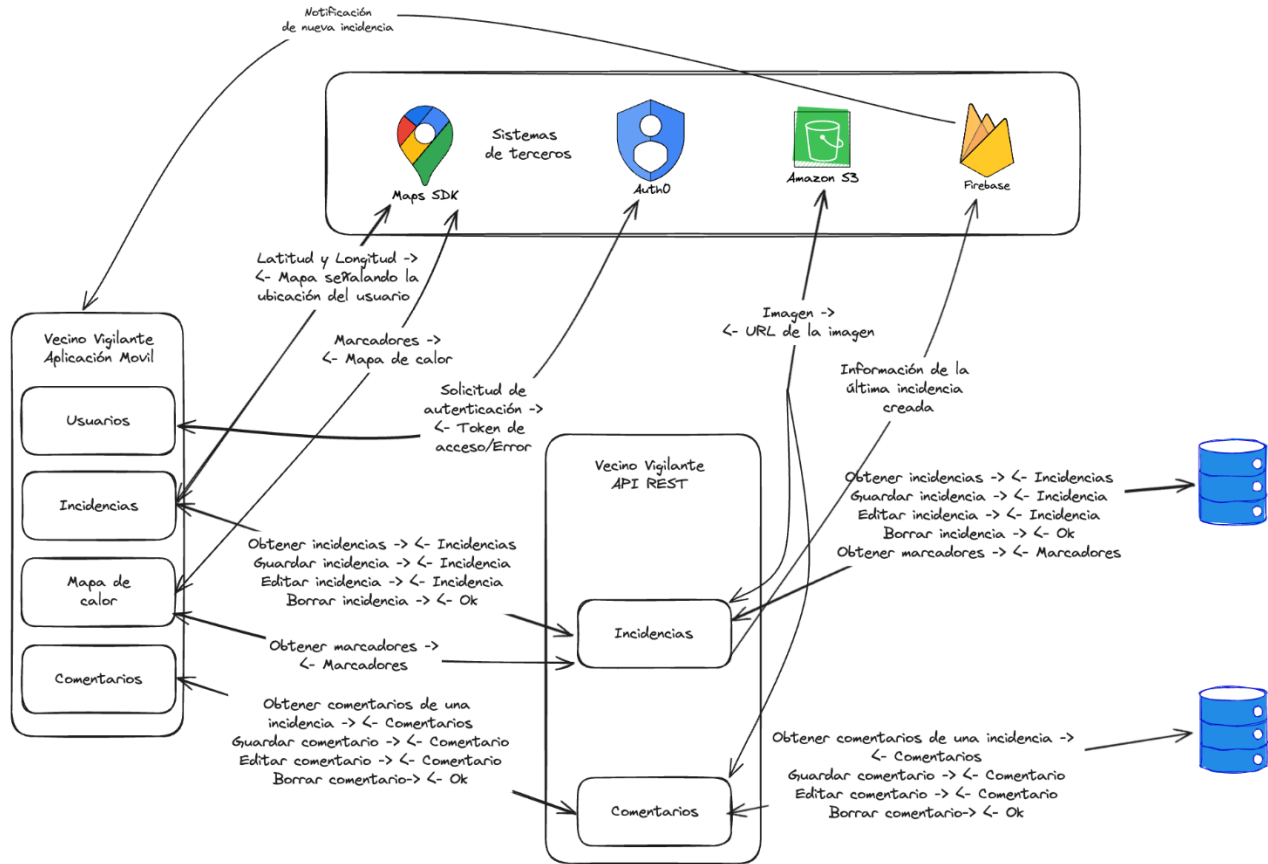 Notificación
de nueva incidencia
Sistemas
de terceros
Maps SDK
Auth0
Amazon S3
Firebase
Latitud y Longitud ->
<- Mapa señalando la
ubicación del usuario
Marcadores ->
<- Mapa de calor
Solicitud de
autenticación ->
<- Token de
acceso/Error
Imagen ->
<- URL de la imagen
Información de la
última incidencia
creada
Vecino Vigilante
Aplicación Movil
Usuarios
Incidencias
Mapa de
calor
Comentarios
Obtener incidencias -> <- Incidencias
Guardar incidencia -> <- Incidencia
Editar incidencia -> <- Incidencia
Borrar incidencia -> <- Ok
Obtener marcadores ->
<- Marcadores
Obtener comentarios de una
incidencia -> <- Comentarios
Guardar comentario -> <- Comentario
Editar comentario -> <- Comentario
Borrar comentario-> <- Ok
Vecino Vigilante
API REST
Incidencias
Comentarios
Obtener incidencias -> <- Incidencias
Guardar incidencia -> <- Incidencia
Editar incidencia -> <- Incidencia
Borrar incidencia -> <- Ok
Obtener marcadores -> <- Marcadores
Obtener comentarios de una incidencia ->
<- Comentarios
Guardar comentario -> <- Comentario
Editar comentario -> <- Comentario
Borrar comentario-> <- Ok